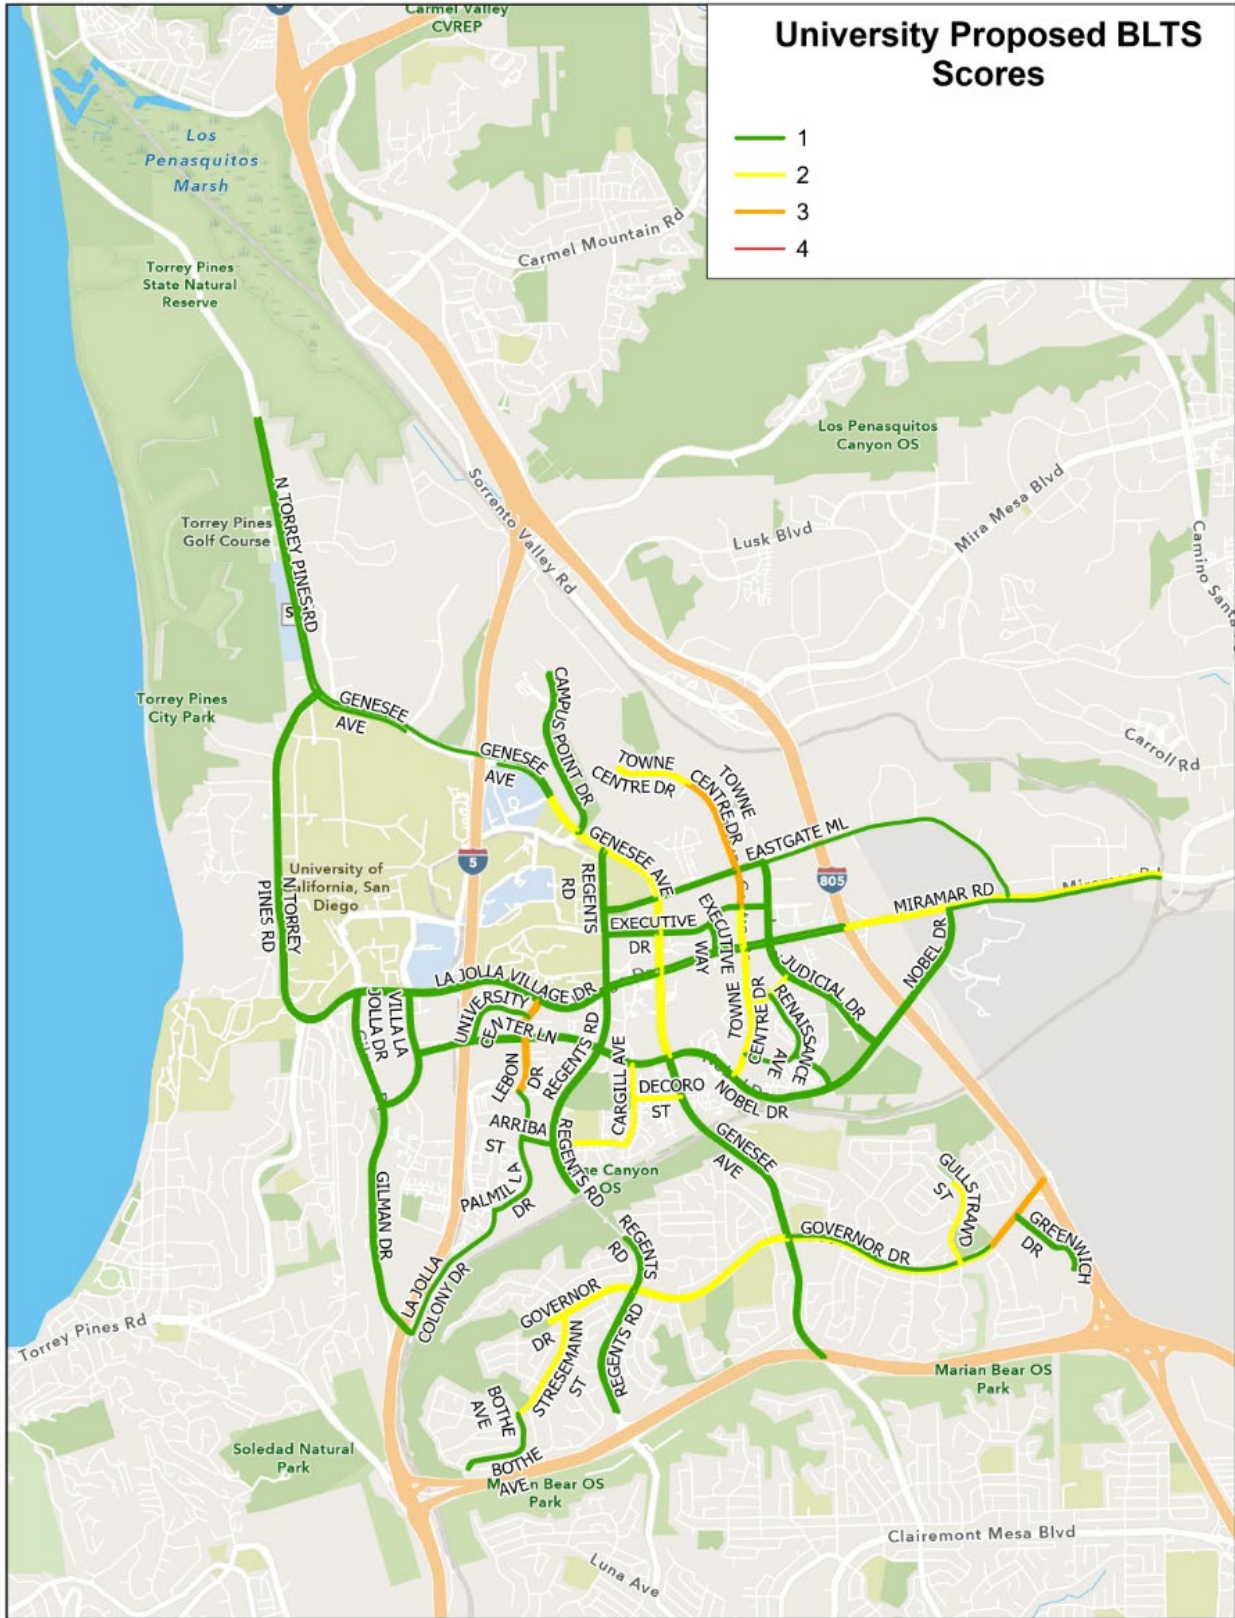 Carmel Valley
CVREP
University Proposed BLTS
Scores
1
2
3
4
Los
Penasquitos
Marsh
Carmel Mountain Rd
Torrey Pines
State Natural
Reserve
Los Penasquitos
Canyon OS
Mira Mesa Blvd
Lusk Blvd
Sorrento Valley Rd
Camino Santa
N TORREY PINES RD
Torrey Pines
Golf Course
S
Torrey Pines
City Park
GENESEE
AVE
GENESEE
AVE
CAMPUS POINT DR
TOWNE
CENTRE DR
TOWNE
CENTRE DR
Carroll Rd
EASTGATE ML
GENESEE AVE
5
805
University of
California, San
Diego
REGENTS
RD
MIRAMAR RD
N TORREY
PINES RD
EXECUTIVE
DR
EXECUTIVE
WAY
NOBEL DR
LA JOLLA VILLAGE DR
JUDICIAL DR
VILLA LA
JOLLA DR
UNIVERSITY
CENTER LN
TOWNE
CENTRE DR
RENAISSANCE
AVE
LEBON
DR
REGENTS RD
CARGILL AVE
DECORO
ST
NOBEL DR
ARRIBA
ST
REGENTS RD
GENESEE
AVE
Canyon
OS
GULLSTRAND
ST
PALMILLA
DR
GILMAN DR
REGENTS
RD
GOVERNOR DR
GREENWICH
DR
LA JOLLA
COLONY DR
GOVERNOR
DR
REGENTS RD
STRESEMANN
ST
Torrey Pines Rd
Marian Bear OS
Park
BOTHE
AVE
Soledad Natural
Park
BOTHE
AVE
Marian Bear OS
Park
Clairemont Mesa Blvd
Luna Ave